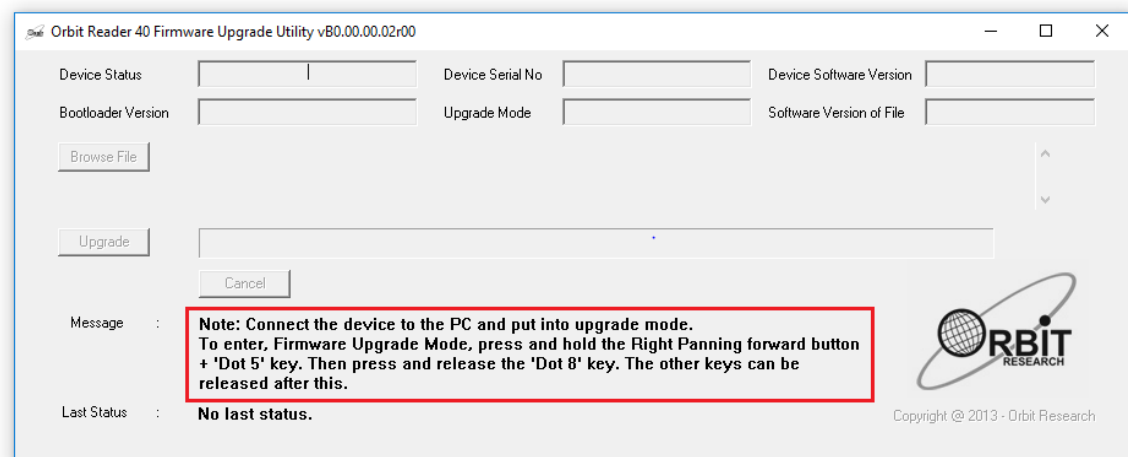 Orbit Reader 40 Firmware Upgrade Utility vB0.00.00.02r00
Device Status Device Serial No Device Software Version
Bootloader Version Upgrade Mode Software Version of File
Browse File
Upgrade
Cancel
Message : Note: Connect the device to the PC and put into upgrade mode.
To enter, Firmware Upgrade Mode, press and hold the Right Panning forward button
+ 'Dot 5' key. Then press and release the 'Dot 8' key. The other keys can be
released after this.
ORBIT
RESEARCH
Last Status : No last status.
Copyright @ 2013 - Orbit Research